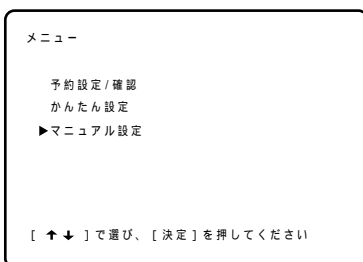 メニュー
予約設定/確認
かんたん設定
▶マニュアル設定
[ ↑↓ ]で選び、[決定]を押してください